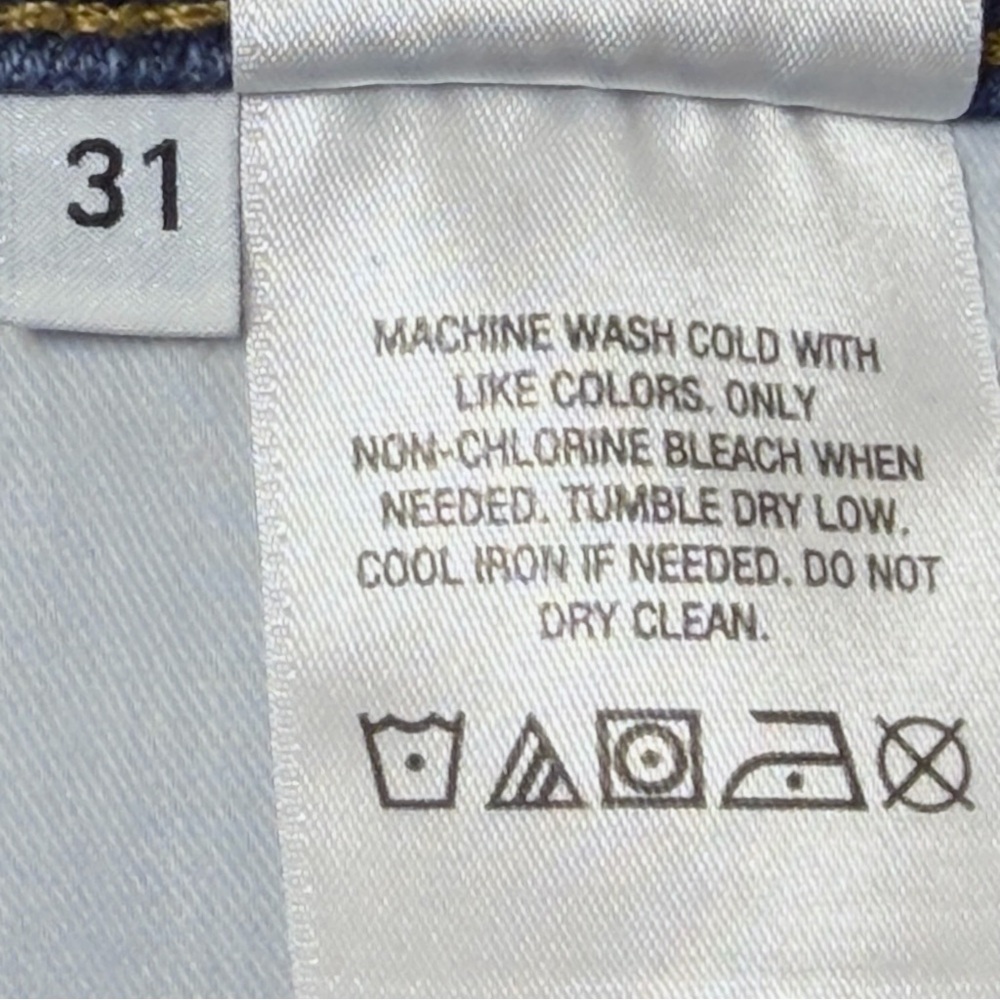 31
MACHINE WASH COLD WITH
LIKE COLORS. ONLY
NON-CHLORINE BLEACH WHEN
NEEDED. TUMBLE DRY LOW.
COOL IRON IF NEEDED. DO NOT
DRY CLEAN.